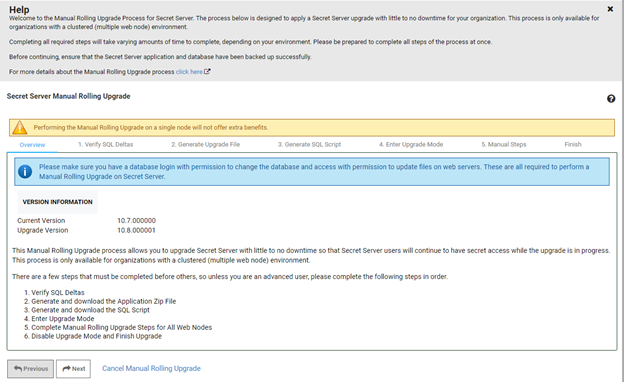 Help
Welcome to the Manual Rolling Upgrade Process for Secret Server. The process below is designed to apply a Secret Server upgrade with little to no downtime for your organization. This process is only available for
organizations with a clustered (multiple web node) environment.
Completing all required steps will take varying amounts of time to complete, depending on your environment. Please be prepared to complete all steps of the process at once.
Before continuing, ensure that the Secret Server application and database have been backed up successfully.
For more details about the Manual Rolling Upgrade process click here
Secret Server Manual Rolling Upgrade
Performing the Manual Rolling Upgrade on a single node will not offer extra benefits.
Overview 1. Verify SQL Deltas 2. Generate Upgrade File 3. Generate SQL Script 4. Enter Upgrade Mode 5. Manual Steps Finish
Please make sure you have a database login with permission to change the database and access with permission to update files on web servers. These are all required to perform a
Manual Rolling Upgrade on Secret Server.
VERSION INFORMATION
Current Version 10.7.000000
Upgrade Version 10.8.000001
This Manual Rolling Upgrade process allows you to upgrade Secret Server with little to no downtime so that Secret Server users will continue to have secret access while the upgrade is in progress.
This process is only available for organizations with a clustered (multiple web node) environment.
There are a few steps that must be completed before others, so unless you are an advanced user, please complete the following steps in order.
1. Verify SQL Deltas
2. Generate and download the Application Zip File
3. Generate and download the SQL Script
4. Enter Upgrade Mode
5. Complete Manual Rolling Upgrade Steps for All Web Nodes
6. Disable Upgrade Mode and Finish Upgrade
Previous Next Cancel Manual Rolling Upgrade